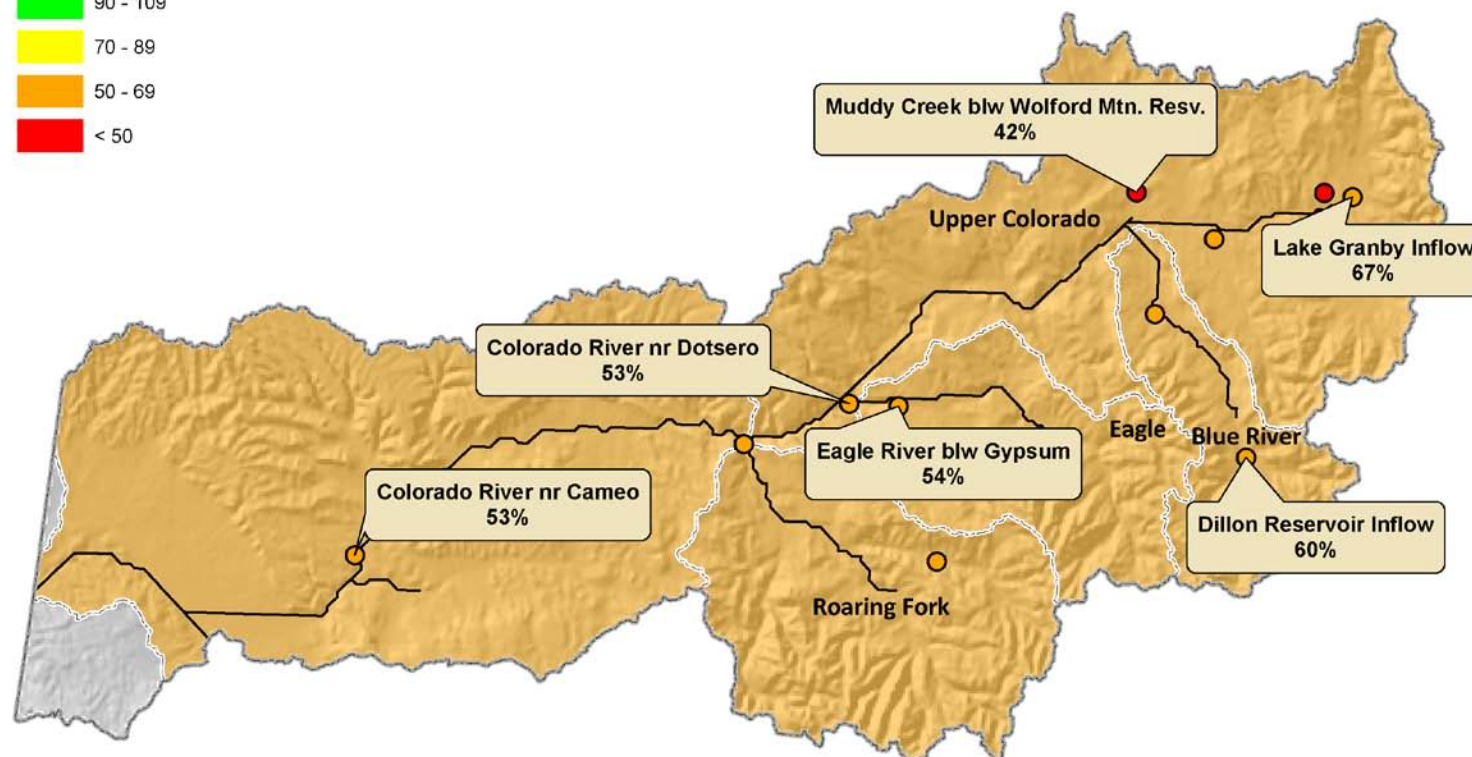 90 - 109
70 - 89
50 - 69
< 50
Muddy Creek blw Wolford Mtn. Resv.
42%
Upper Colorado
Lake Granby Inflow
67%
Colorado River nr Dotsero
53%
Eagle
Blue River
Eagle River blw Gypsum
54%
Colorado River nr Cameo
53%
Dillon Reservoir Inflow
60%
Roaring Fork